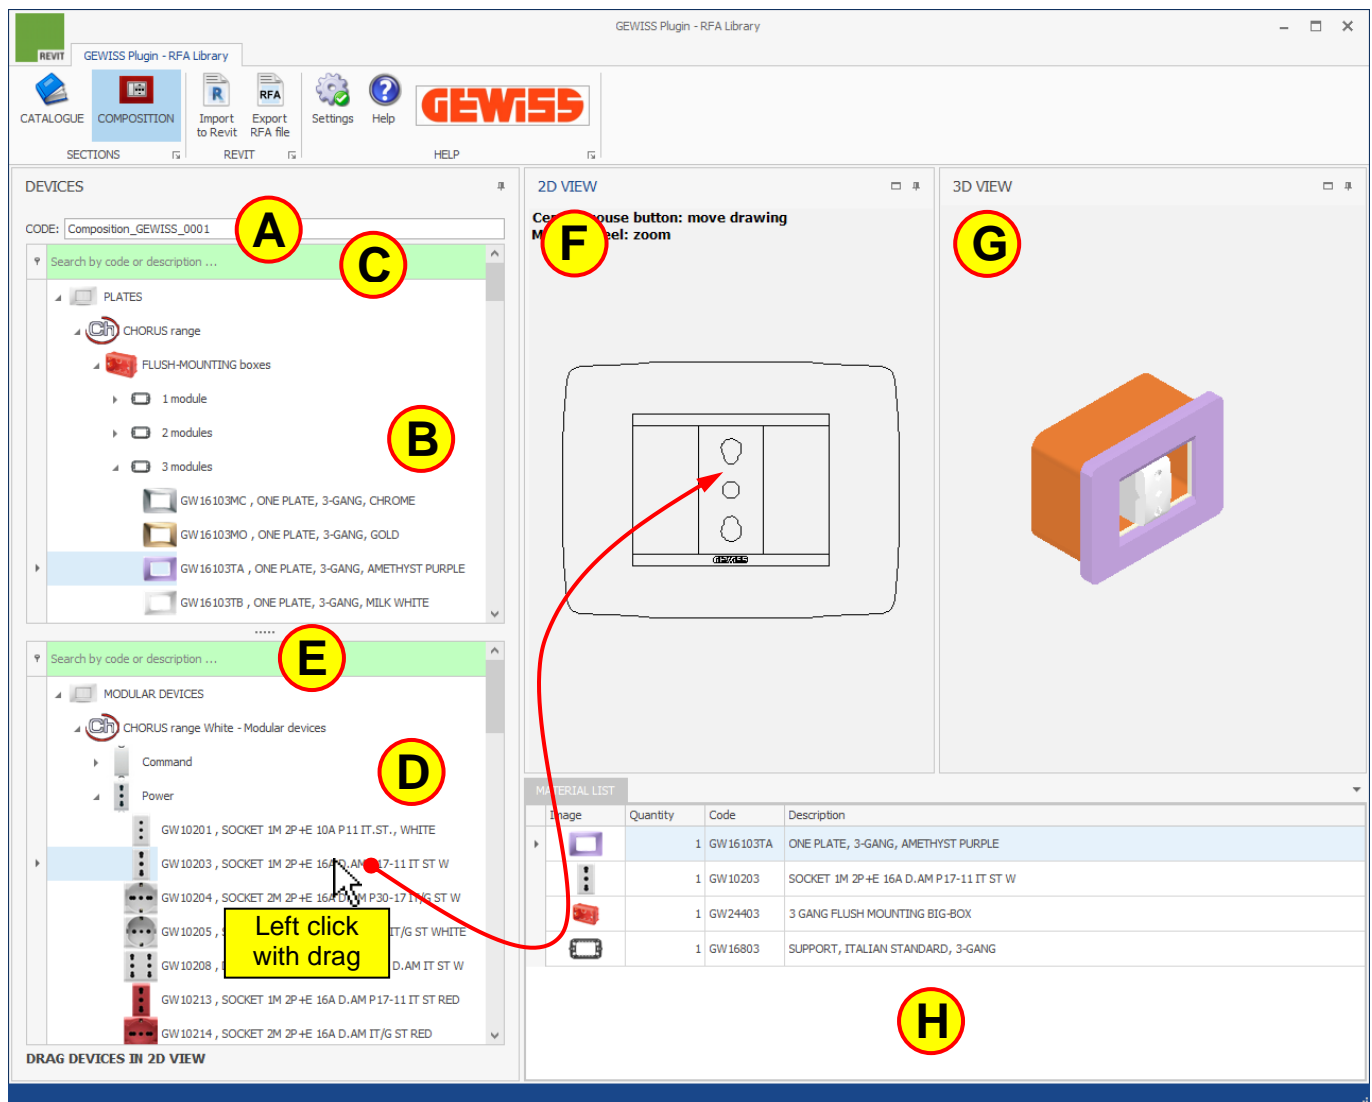 GEWISS Plugin - RFA Library
REVIT
GEWISS Plugin - RFA Library
CATALOGUE
COMPOSITION
Import
to Revit
Export
RFA file
Settings
Help
R
RFA
GEWiSS
SECTIONS
REVIT
HELP
DEVICES
CODE: Composition_GEWISS_0001
A
Search by code or description ...
C
PLATES
Ch CHORUS range
FLUSH-MOUNTING boxes
1 module
2 modules
B
3 modules
GW16103MC , ONE PLATE, 3-GANG, CHROME
GW16103MO , ONE PLATE, 3-GANG, GOLD
GW16103TA , ONE PLATE, 3-GANG, AMETHYST PURPLE
GW16103TB , ONE PLATE, 3-GANG, MILK WHITE
Search by code or description ...
E
MODULAR DEVICES
Ch CHORUS range White - Modular devices
Command
D
Power
GW10201 , SOCKET 1M 2P+E 10A P11 IT.ST., WHITE
GW10203 , SOCKET 1M 2P+E 16A D.AM P17-11 IT ST W
GW10204 , SOCKET 2M 2P+E 16A D.AM P30-17 IT/G ST W
GW10205 , IT/G ST WHITE
GW10208 , D.AM IT ST W
Left click
with drag
GW10213 , SOCKET 1M 2P+E 16A D.AM P17-11 IT ST RED
GW10214 , SOCKET 2M 2P+E 16A D.AM IT/G ST RED
DRAG DEVICES IN 2D VIEW
2D VIEW
mouse button: move drawing
zoom
F
GEWISS
3D VIEW
G
MATERIAL LIST
Image Quantity Code Description
1 GW16103TA ONE PLATE, 3-GANG, AMETHYST PURPLE
1 GW10203 SOCKET 1M 2P+E 16A D.AM P17-11 IT ST W
1 GW24403 3 GANG FLUSH MOUNTING BIG-BOX
1 GW16803 SUPPORT, ITALIAN STANDARD, 3-GANG
H